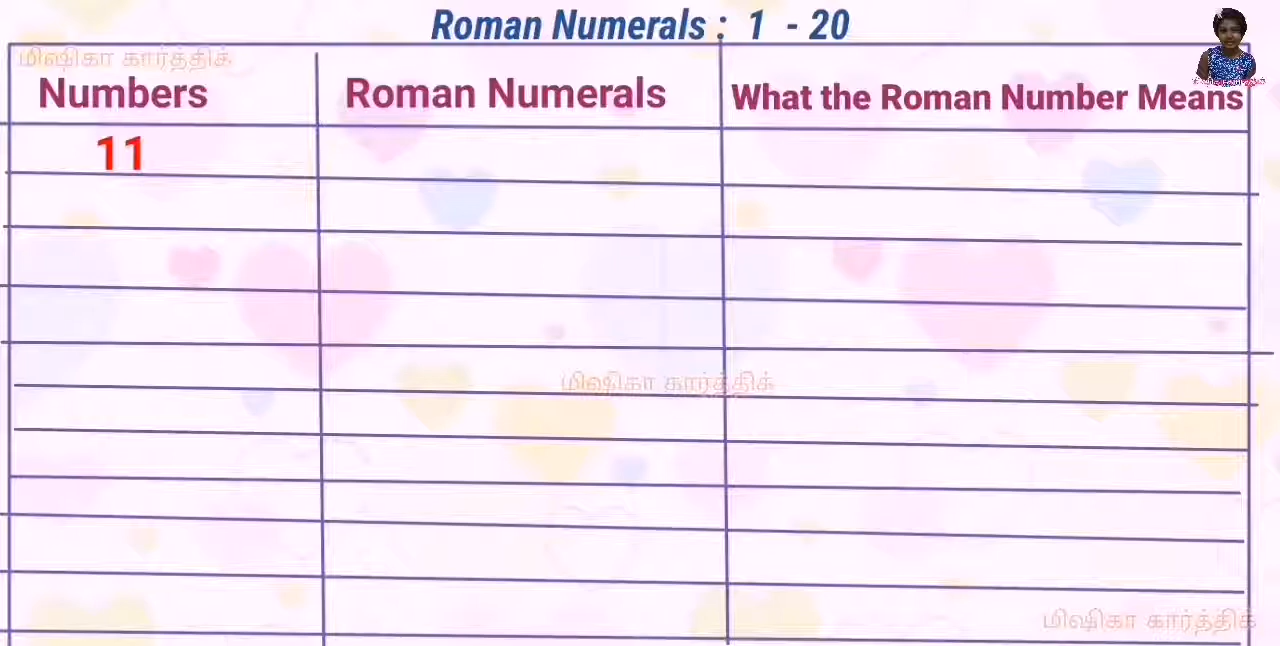 Roman Numerals : 1 - 20
மிஷிகா கார்த்திக்
Numbers Roman Numerals What the Roman Number Means
11
மிஷிகா கார்த்திக்
மிஷிகா கார்த்திக்